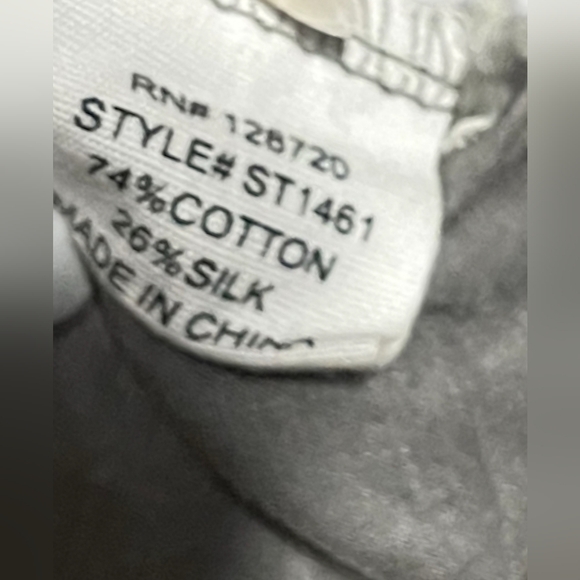 RN# 128720
STYLE# ST1461
74%COTTON
26%SILK
MADE IN CHINA